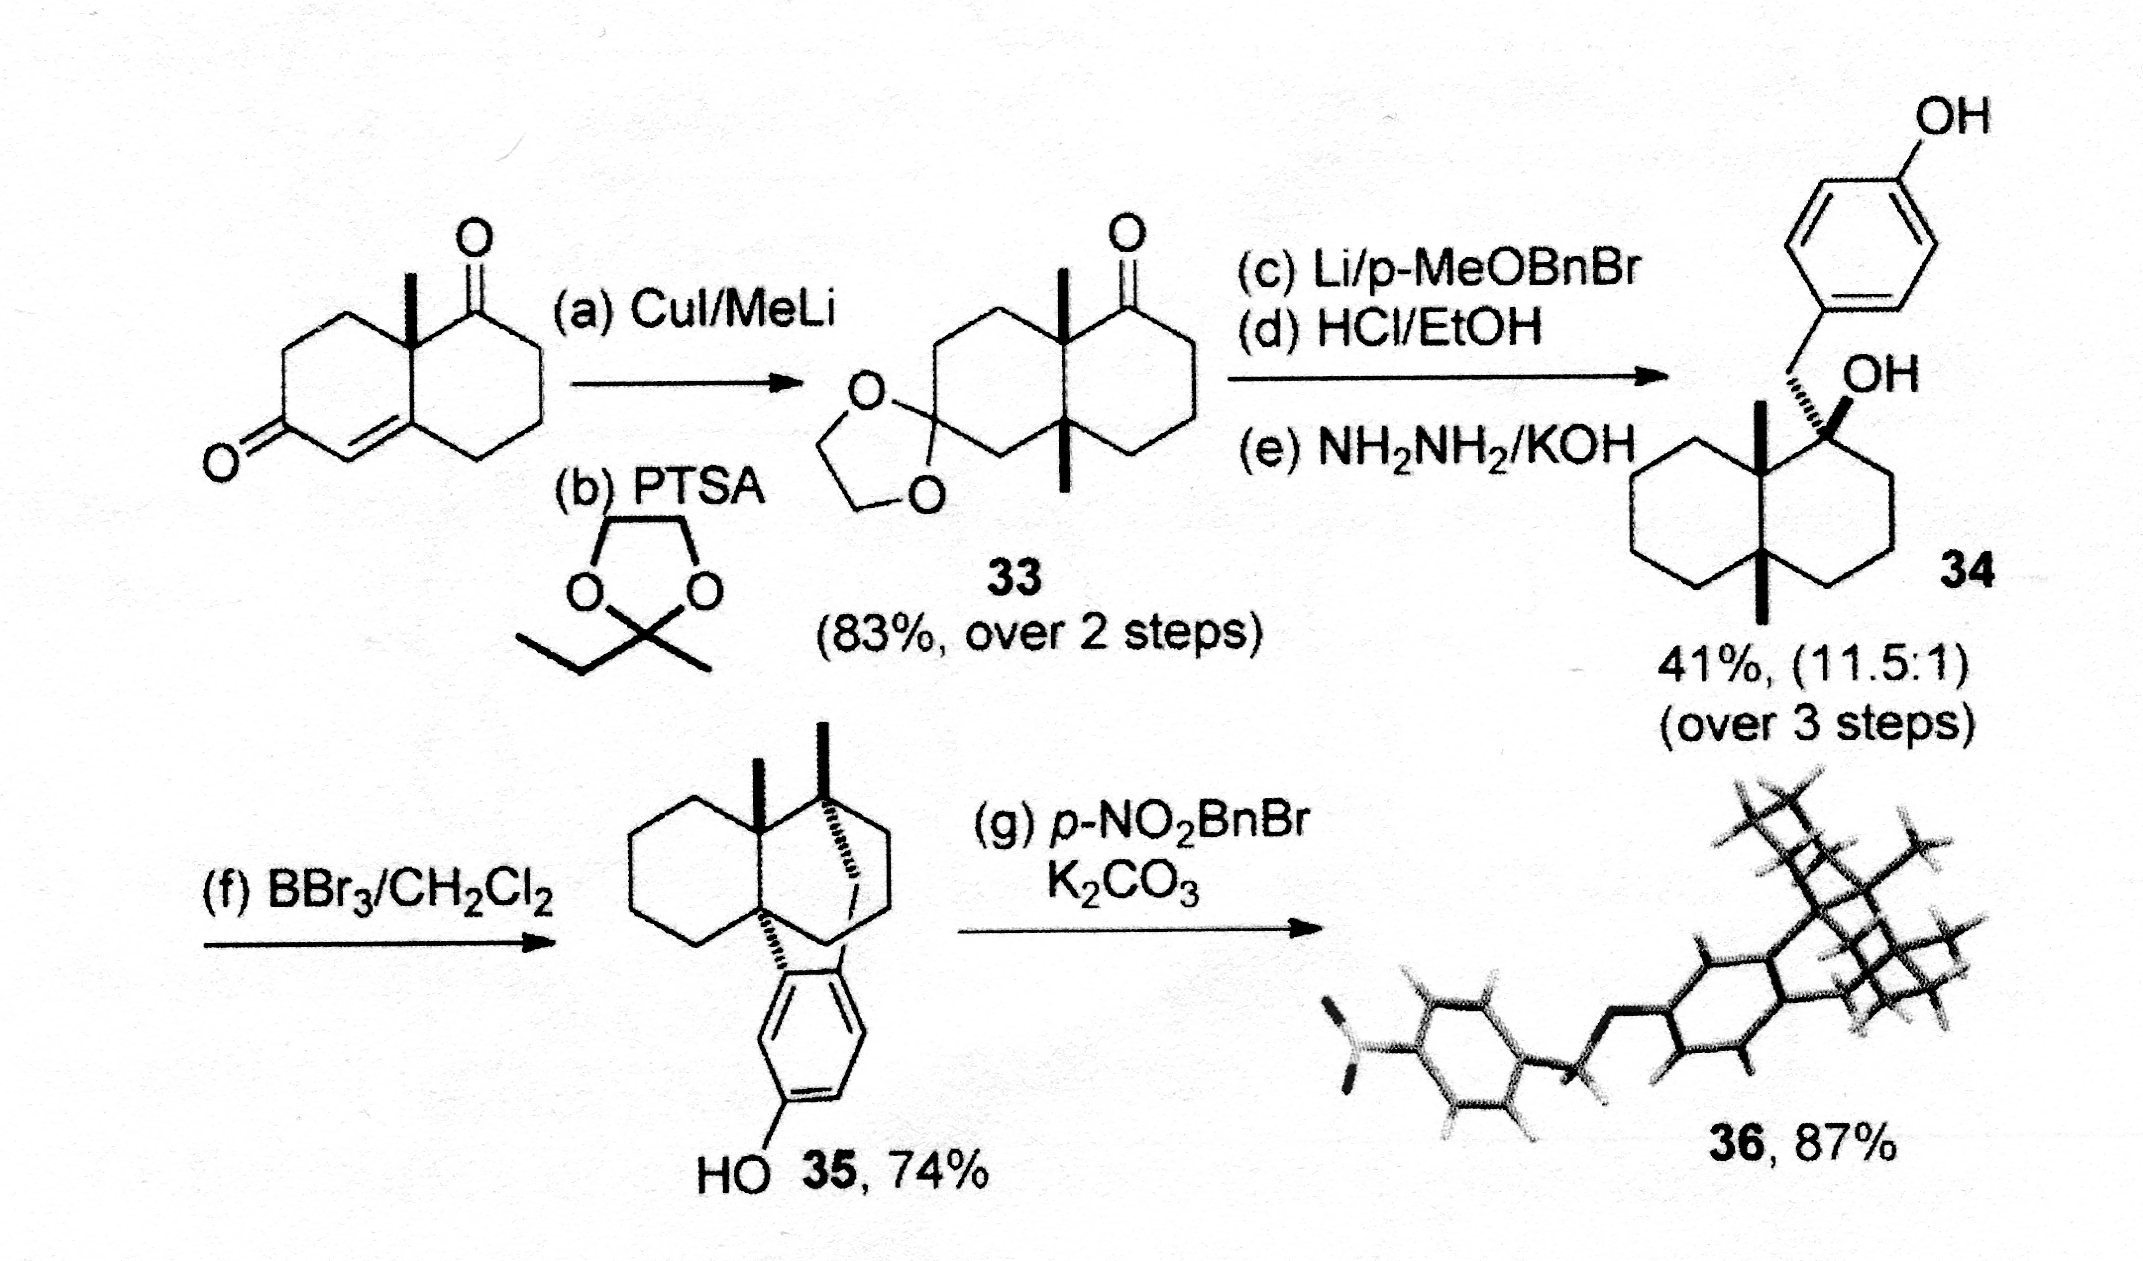 O
O
(a) CuI/MeLi
(b) PTSA
O
O
O
O
O
33
(83%, over 2 steps)
(c) Li/p-MeOBnBr
(d) HCl/EtOH
(e) NH2NH2/KOH
OH
OH
34
41%, (11.5:1)
(over 3 steps)
(f) BBr3/CH2Cl2
HO
35, 74%
(g) p-NO2BnBr
K2CO3
36, 87%